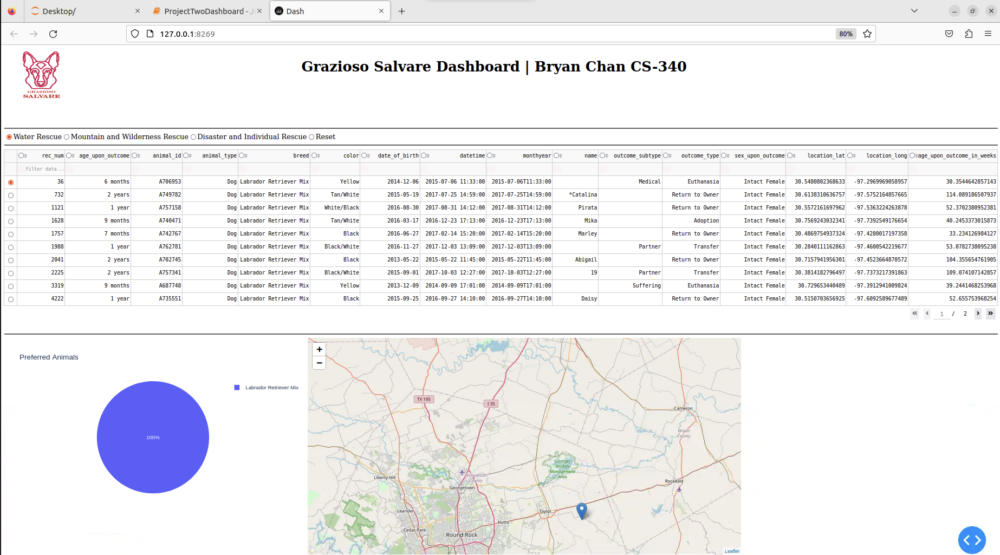 Desktop/
ProjectTwoDashboard - J
Dash
127.0.0.1:8269
80%
GRAZIOSO
SALVARE
Grazioso Salvare Dashboard | Bryan Chan CS-340
Water Rescue Mountain and Wilderness Rescue Disaster and Individual Rescue Reset
rec_num age_upon_outcome animal_id animal_type breed color date_of_birth datetime monthyear name outcome_subtype outcome_type sex_upon_outcome location_lat location_long age_upon_outcome_in_weeks
filter data...
36 6 months A706953 Dog Labrador Retriever Mix Yellow 2014-12-06 2015-07-06 11:33:00 2015-07-06T11:33:00 Medical Euthanasia Intact Female 30.5480802368633 -97.2969969058957 30.3544642857143
732 2 years A749782 Dog Labrador Retriever Mix Tan/White 2015-05-19 2017-07-25 14:59:00 2017-07-25T14:59:00 *Catalina Return to Owner Intact Female 30.6138310636757 -97.5752164857665 114.089186507937
1121 1 year A757158 Dog Labrador Retriever Mix White/Black 2016-08-30 2017-08-31 14:12:00 2017-08-31T14:12:00 Pirata Return to Owner Intact Female 30.5572161697962 -97.5363224263878 52.3702380952381
1628 9 months A740471 Dog Labrador Retriever Mix Tan/White 2016-03-17 2016-12-23 17:13:00 2016-12-23T17:13:00 Mika Adoption Intact Female 30.7569243032341 -97.7392549176654 40.2453373015873
1757 7 months A742767 Dog Labrador Retriever Mix Black 2016-06-27 2017-02-14 15:20:00 2017-02-14T15:20:00 Marley Return to Owner Intact Female 30.4869754937324 -97.4280017197358 33.234126984127
1988 1 year A762781 Dog Labrador Retriever Mix Black/White 2016-11-27 2017-12-03 13:09:00 2017-12-03T13:09:00 Partner Transfer Intact Female 30.2840111162863 -97.4600542219677 53.0782738095238
2041 2 years A702745 Dog Labrador Retriever Mix Black 2013-05-22 2015-05-22 11:45:00 2015-05-22T11:45:00 Abigail Return to Owner Intact Female 30.7157941956301 -97.4523664870572 104.355654761905
2225 2 years A757341 Dog Labrador Retriever Mix Black/White 2015-09-01 2017-10-03 12:27:00 2017-10-03T12:27:00 19 Partner Transfer Intact Female 30.3814182796497 -97.7373217391863 109.074107142857
3319 9 months A687748 Dog Labrador Retriever Mix Yellow 2013-12-09 2014-09-09 17:01:00 2014-09-09T17:01:00 Suffering Euthanasia Intact Female 30.729653440489 -97.3912941009824 39.2441468253968
4222 1 year A735551 Dog Labrador Retriever Mix Black 2015-09-25 2016-09-27 14:10:00 2016-09-27T14:10:00 Daisy Return to Owner Intact Female 30.5150703656925 -97.6092589677489 52.655753968254
« ‹ 1 / 2 › »
Preferred Animals
Labrador Retriever Mix
100%
+
−
TX 195
I 35
Cameron
Milam
County
Granger
Wildlife
Management
Area
Liberty Hill
Williamson
County
Georgetown
Rockdale
Leander
Taylor
Hutto
Cedar Park
Round Rock
Leaflet